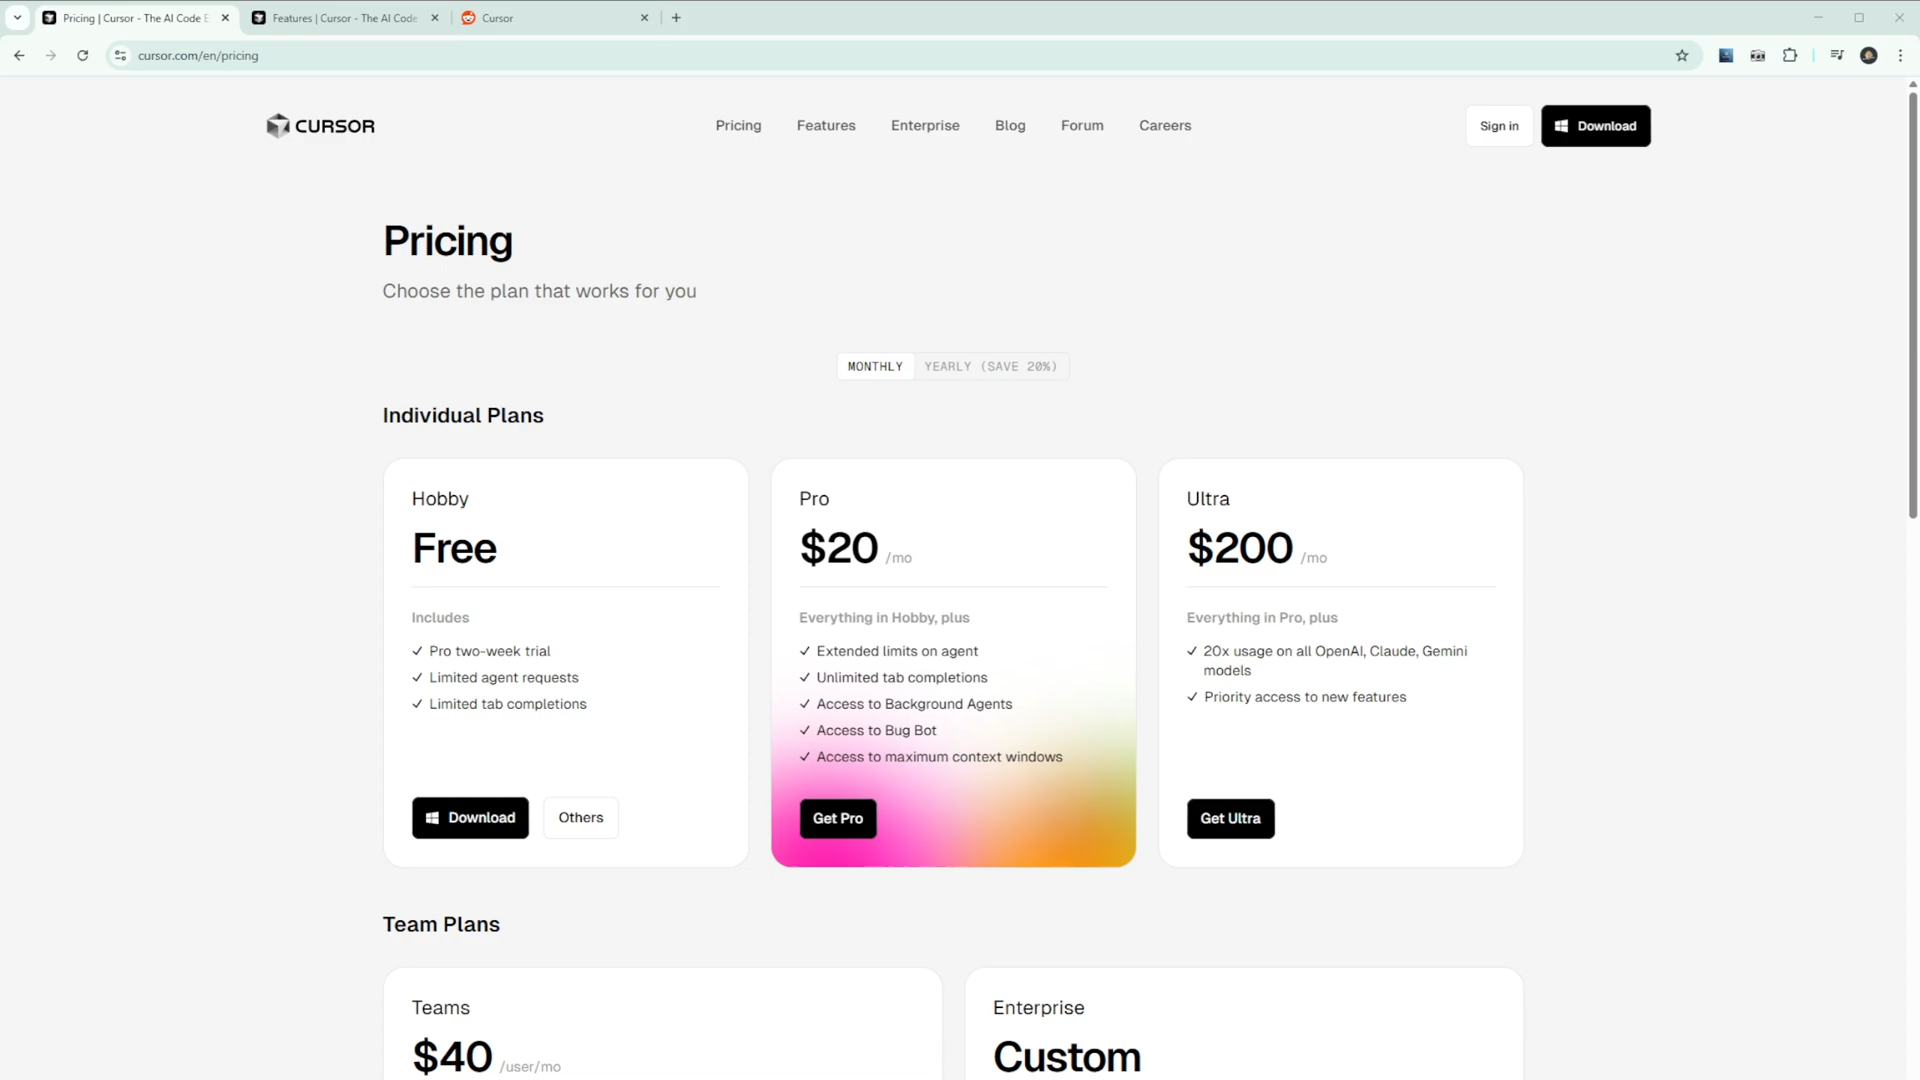 Pricing | Cursor - The AI Code E
Features | Cursor - The AI Code
Cursor
cursor.com/en/pricing
CURSOR
Pricing
Features
Enterprise
Blog
Forum
Careers
Sign in
Download
Pricing
Choose the plan that works for you
MONTHLY
YEARLY (SAVE 20%)
Individual Plans
Hobby
Free
Includes
Pro two-week trial
Limited agent requests
Limited tab completions
Download
Others
Pro
$20 /mo
Everything in Hobby, plus
Extended limits on agent
Unlimited tab completions
Access to Background Agents
Access to Bug Bot
Access to maximum context windows
Get Pro
Ultra
$200 /mo
Everything in Pro, plus
20x usage on all OpenAI, Claude, Gemini
models
Priority access to new features
Get Ultra
Team Plans
Teams
$40 /user/mo
Enterprise
Custom